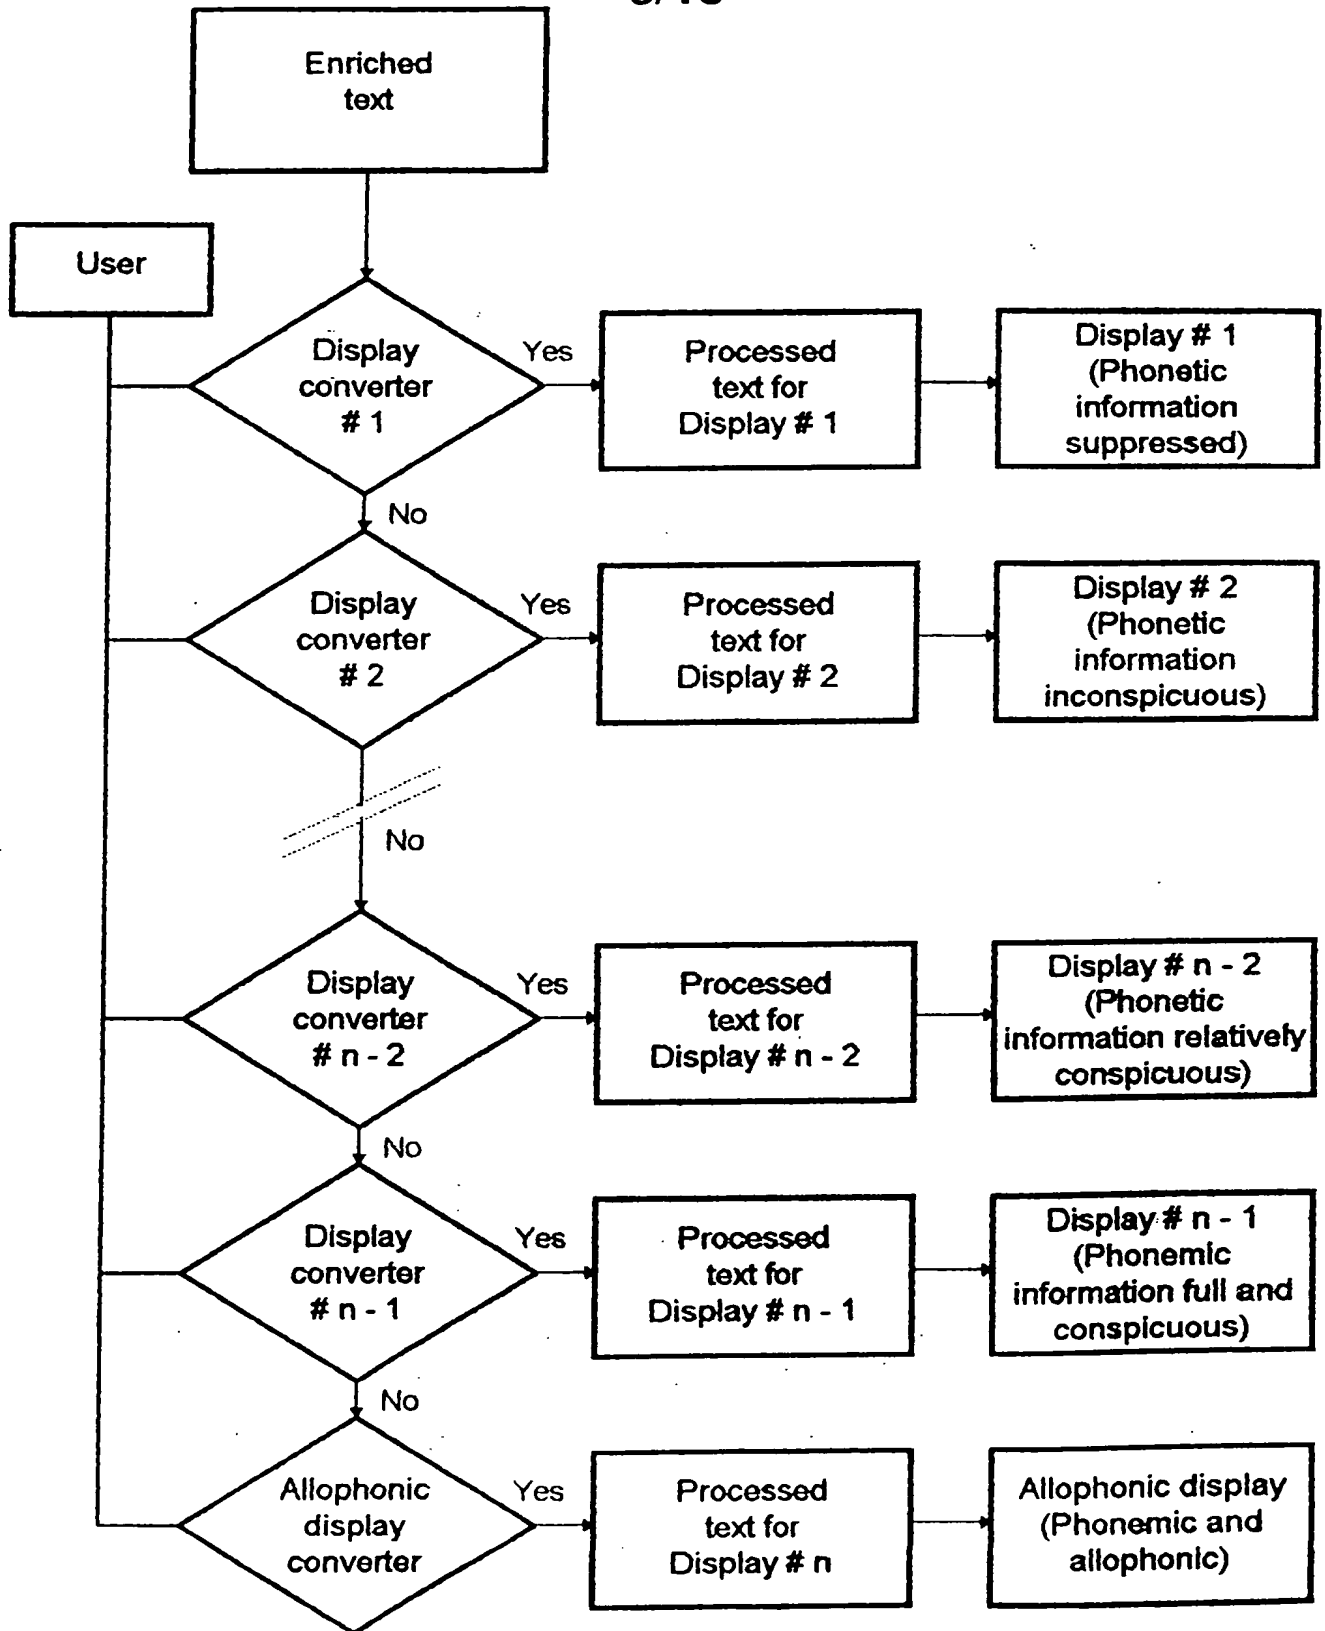 Enriched
text
User
Display
converter
# 1
Yes
Processed
text for
Display # 1
Display # 1
(Phonetic
information
suppressed)
No
Display
converter
# 2
Yes
Processed
text for
Display # 2
Display # 2
(Phonetic
information
inconspicuous)
No
Display
converter
# n - 2
Yes
Processed
text for
Display # n - 2
Display # n - 2
(Phonetic
information relatively
conspicuous)
No
Display
converter
# n - 1
Yes
Processed
text for
Display # n - 1
Display # n - 1
(Phonemic
information full and
conspicuous)
No
Allophonic
display
converter
Yes
Processed
text for
Display # n
Allophonic display
(Phonemic and
allophonic)